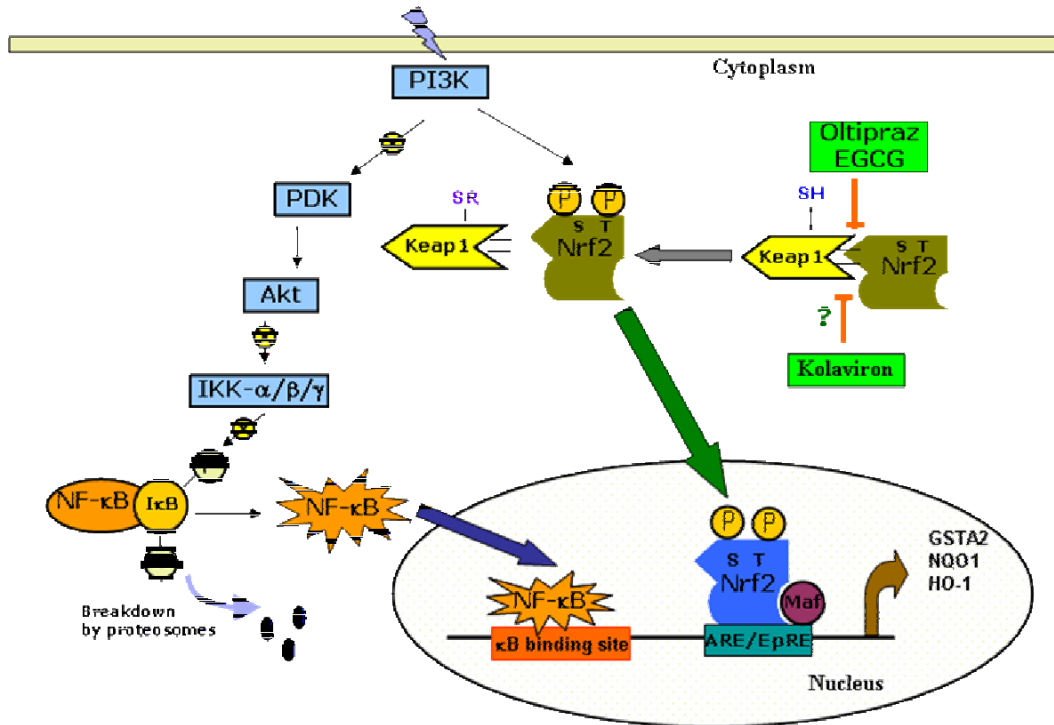 Cytoplasm
PI3K
Oltipraz
EGCG
PDK
P P
SR
SH
S T
Keap1
Nrf2
Keap1
S T
Nrf2
Akt
?
Kolaviron
IKK-α/β/γ
NF-κB
IκB
NF-κB
P P
GSTA2
NQO1
HO-1
S T
Nrf2
Maf
NF-κB
Breakdown
by proteosomes
κB binding site
ARE/EpRE
Nucleus